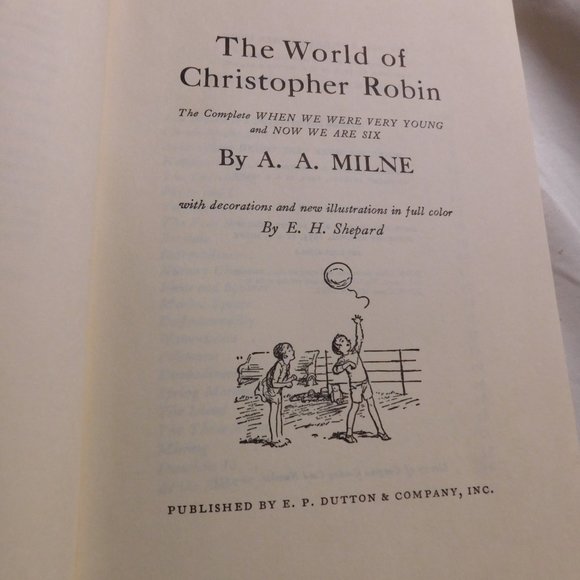 The World of
Christopher Robin
The Complete WHEN WE WERE VERY YOUNG
and NOW WE ARE SIX
By A. A. MILNE
with decorations and new illustrations in full color
By E. H. Shepard
PUBLISHED BY E. P. DUTTON & COMPANY, INC.